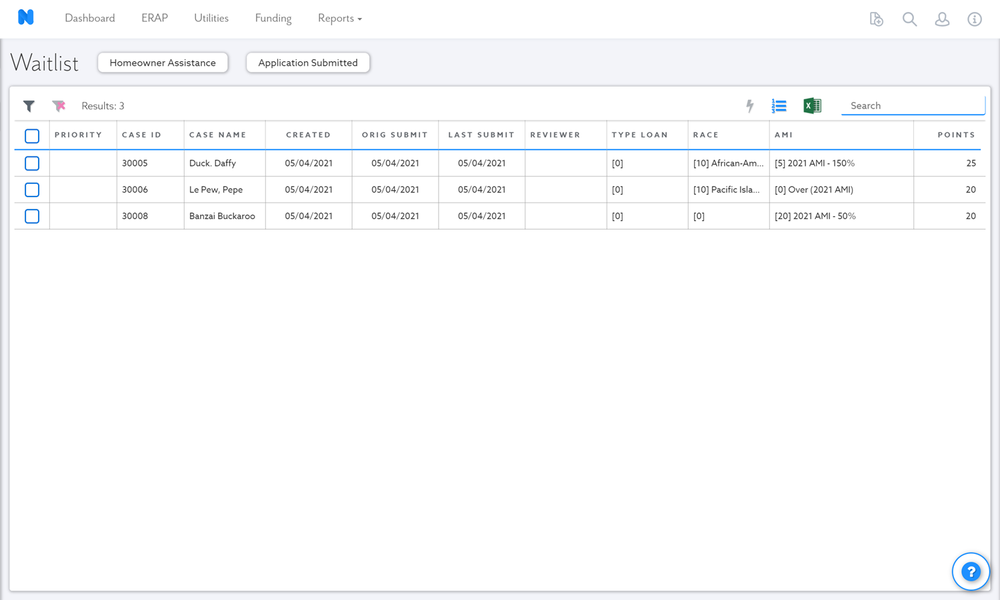 N Dashboard ERAP Utilities Funding Reports
Waitlist Homeowner Assistance Application Submitted
Results: 3 1 2 3 X Search
PRIORITY CASE ID CASE NAME CREATED ORIG SUBMIT LAST SUBMIT REVIEWER TYPE LOAN RACE AMI POINTS
30005 Duck. Daffy 05/04/2021 05/04/2021 05/04/2021 [0] [10] African-Am... [5] 2021 AMI - 150% 25
30006 Le Pew, Pepe 05/04/2021 05/04/2021 05/04/2021 [0] [10] Pacific Isla... [0] Over (2021 AMI) 20
30008 Banzai Buckaroo 05/04/2021 05/04/2021 05/04/2021 [0] [0] [20] 2021 AMI - 50% 20
?